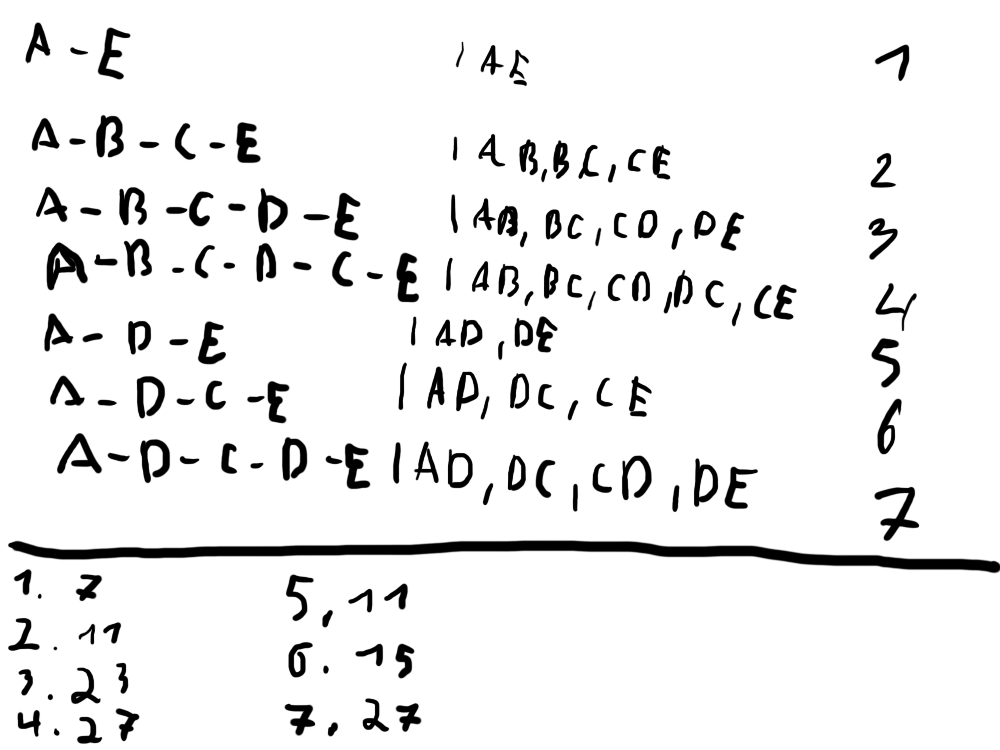 A - E | AE 1
A - B - C - E | AB, BC, CE 2
A - B - C - D - E | AB, BC, CD, DE 3
A - B - C - D - C - E | AB, BC, CD, DC, CE 4
A - D - E | AD, DE 5
A - D - C - E | AD, DC, CE 6
A - D - C - D - E | AD, DC, CD, DE 7
1. 7 5, 11
2. 11 6. 15
3. 23 7, 27
4. 27